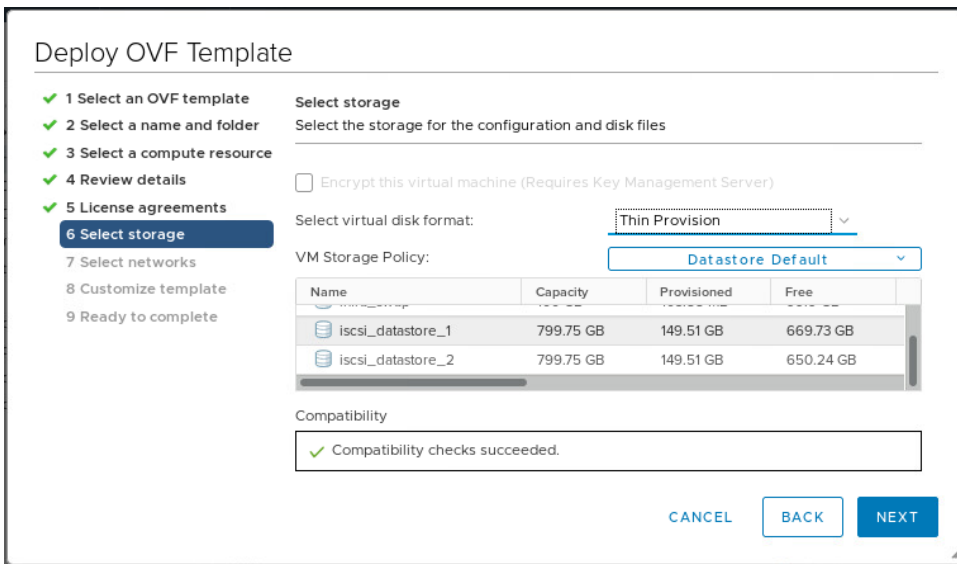 Deploy OVF Template
1 Select an OVF template
2 Select a name and folder
3 Select a compute resource
4 Review details
5 License agreements
6 Select storage
7 Select networks
8 Customize template
9 Ready to complete
Select storage
Select the storage for the configuration and disk files
Encrypt this virtual machine (Requires Key Management Server)
Select virtual disk format: Thin Provision
VM Storage Policy: Datastore Default
Name Capacity Provisioned Free
iscsi_datastore_1 799.75 GB 149.51 GB 669.73 GB
iscsi_datastore_2 799.75 GB 149.51 GB 650.24 GB
Compatibility
Compatibility checks succeeded.
CANCEL BACK NEXT